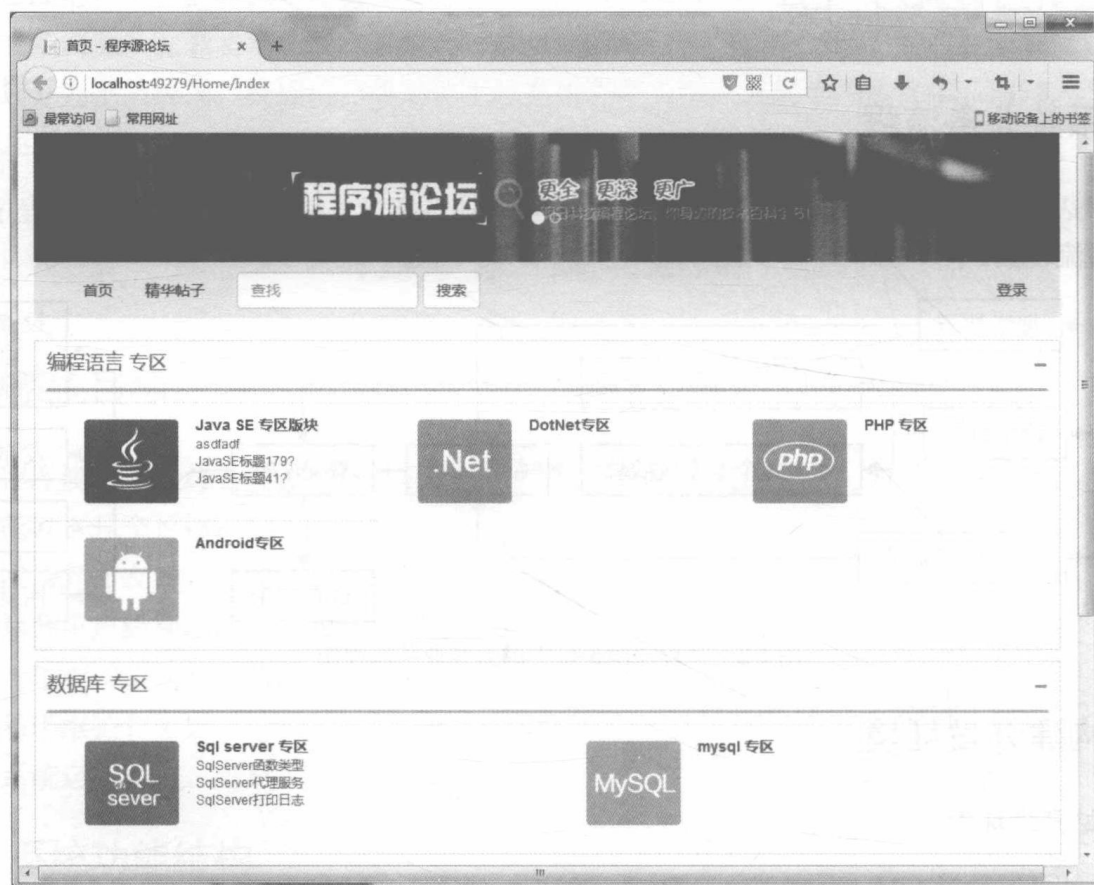 首页 - 程序源论坛
localhost:49279/Home/Index
最常访问 常用网址 移动设备上的书签
程序源论坛 更全 更深 更广
首页 精华帖子 查找 搜索 登录
编程语言 专区
Java SE 专区版块
asdfadf
JavaSE标题179?
JavaSE标题41?
.Net
DotNet专区
php
PHP 专区
Android专区
数据库 专区
SQL
sever
Sql server 专区
SqlServer函数类型
SqlServer代理服务
SqlServer打印日志
MySQL
mysql 专区